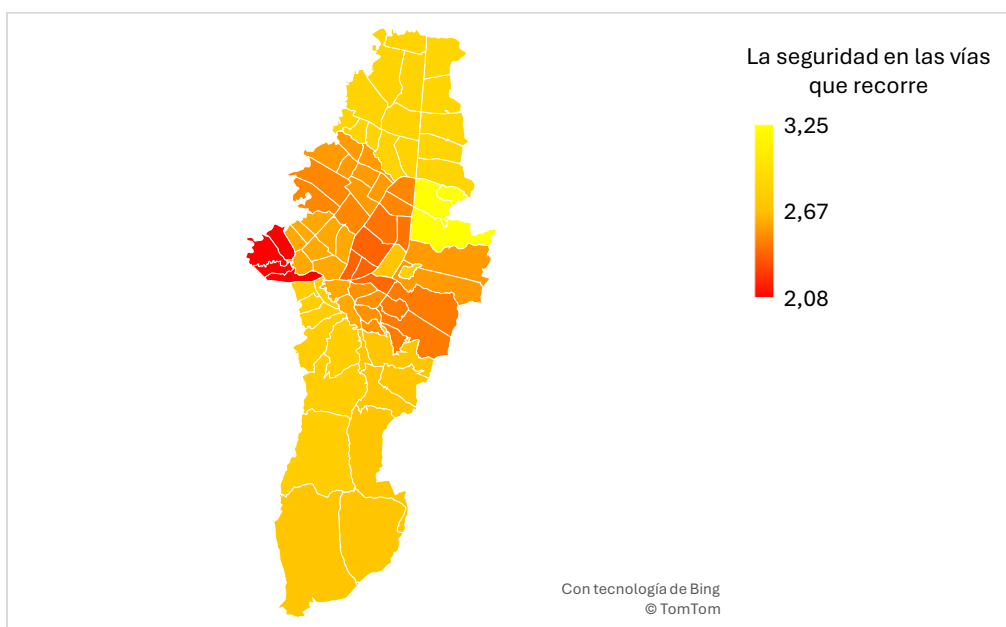 La seguridad en las vías
que recorre
3,25
2,67
2,08
Con tecnología de Bing
© TomTom